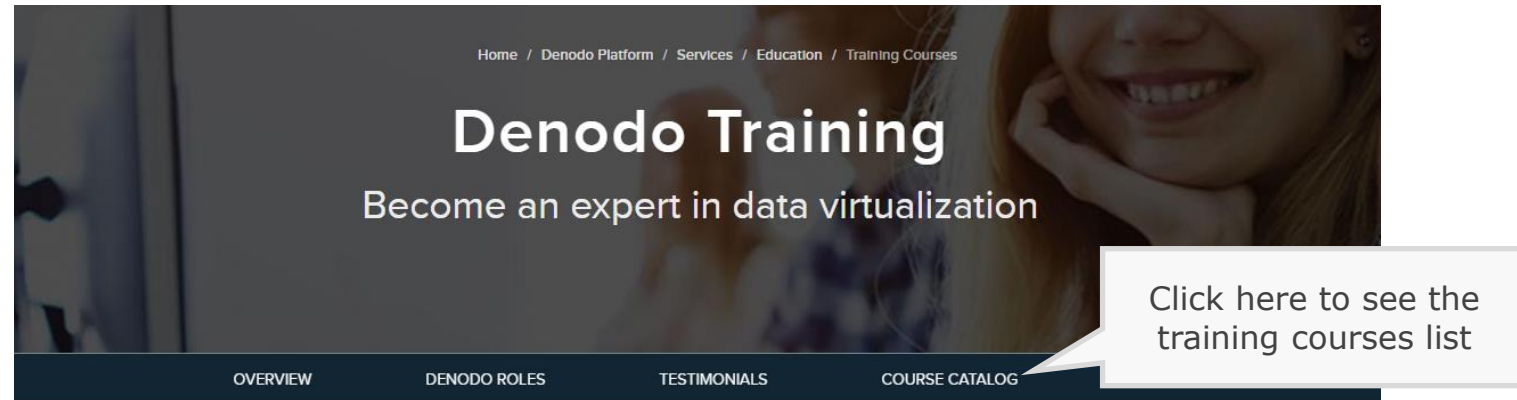 Home / Denodo Platform / Services / Education / Training Courses
Denodo Training
Become an expert in data virtualization
Click here to see the
training courses list
OVERVIEW DENODO ROLES TESTIMONIALS COURSE CATALOG